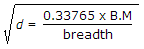 √d = 0.33765 x B.M / breadth